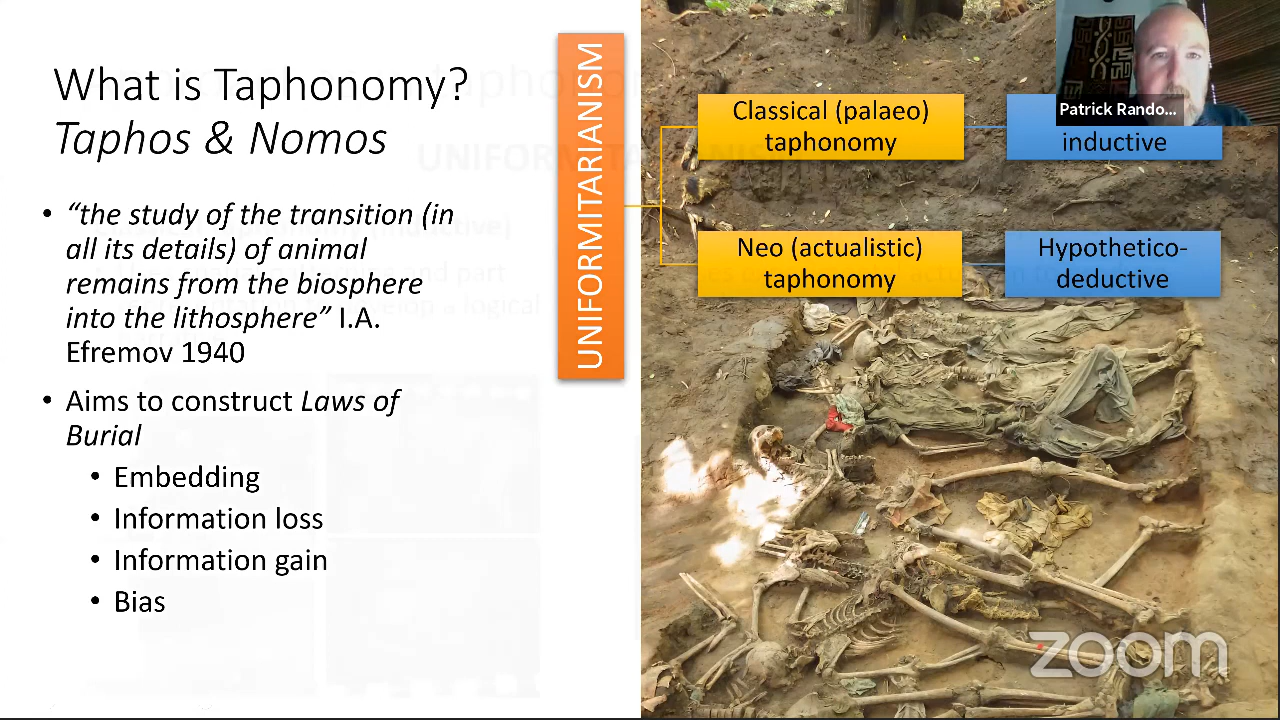 What is Taphonomy?
Taphos & Nomos
• “the study of the transition (in
all its details) of animal
remains from the biosphere
into the lithosphere” I.A.
Efremov 1940
• Aims to construct Laws of
Burial
• Embedding
• Information loss
• Information gain
• Bias
UNIFORMITARIANISM
Classical (palaeo)
taphonomy
inductive
Neo (actualistic)
taphonomy
Hypothetico-
deductive
Patrick Rando...
zoom